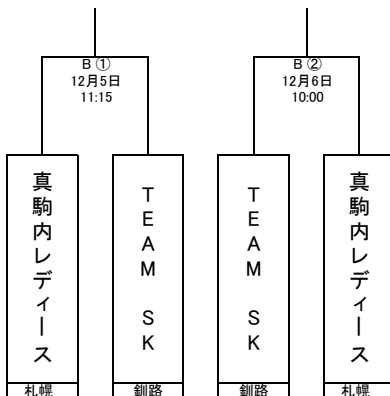 B ①
12月5日
11:15
B ②
12月6日
10:00
真駒内レディース
TEAM SK
TEAM SK
真駒内レディース
札幌
釧路
釧路
札幌